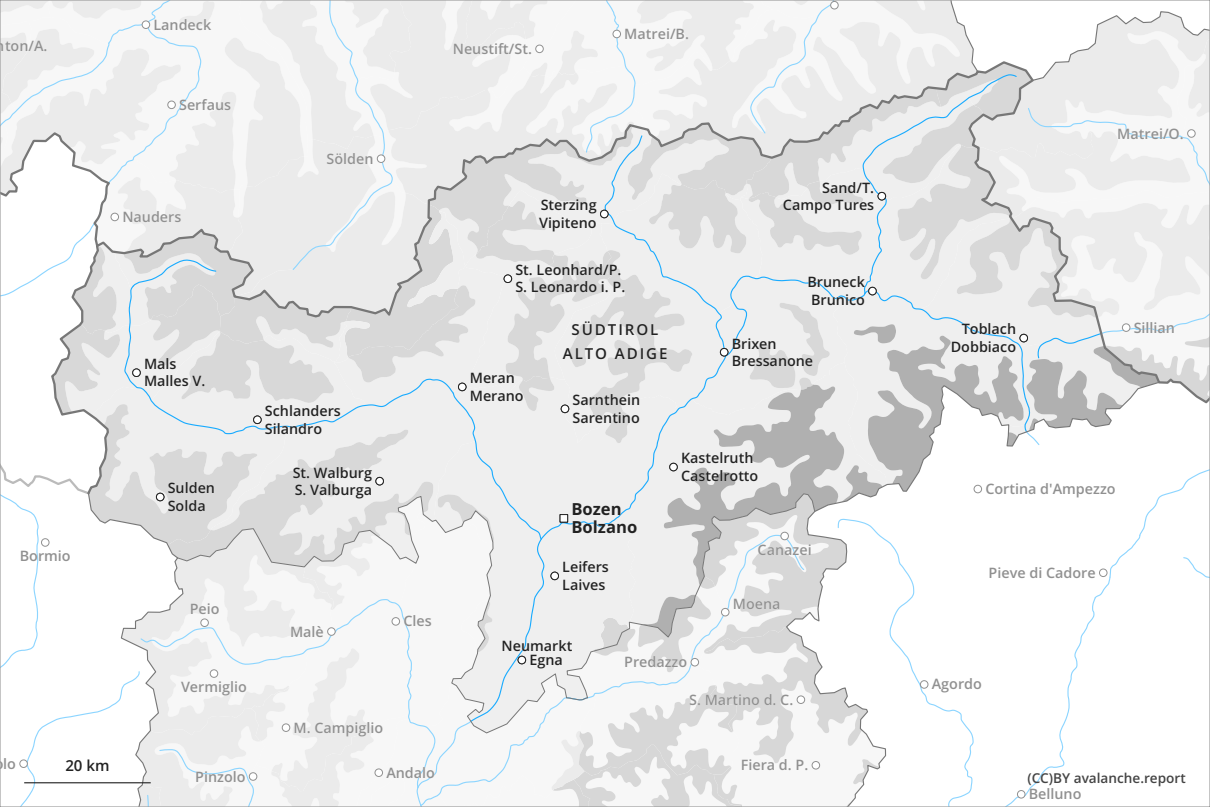 Landeck
Matrei/B.
nton/A.
Neustift/St.
Serfaus
Matrei/O.
Sölden
Sand/T.
Campo Tures
Sterzing
Vipiteno
Nauders
St. Leonhard/P.
S. Leonardo i. P.
Bruneck
Brunico
SÜDTIROL
ALTO ADIGE
Toblach
Dobbiaco
Sillian
Brixen
Bressanone
Mals
Malles V.
Meran
Merano
Sarnthein
Sarentino
Schlanders
Silandro
Kastelruth
Castelrotto
St. Walburg
S. Valburga
Sulden
Solda
Cortina d'Ampezzo
Bozen
Bolzano
Bormio
Canazei
Leifers
Laives
Pieve di Cadore
Peio
Moena
Malè
Cles
Neumarkt
Egna
Predazzo
Vermiglio
Agordo
S. Martino d. C.
M. Campiglio
olo
20 km
Pinzolo
Andalo
Fiera d. P.
(CC)BY avalanche.report
Belluno